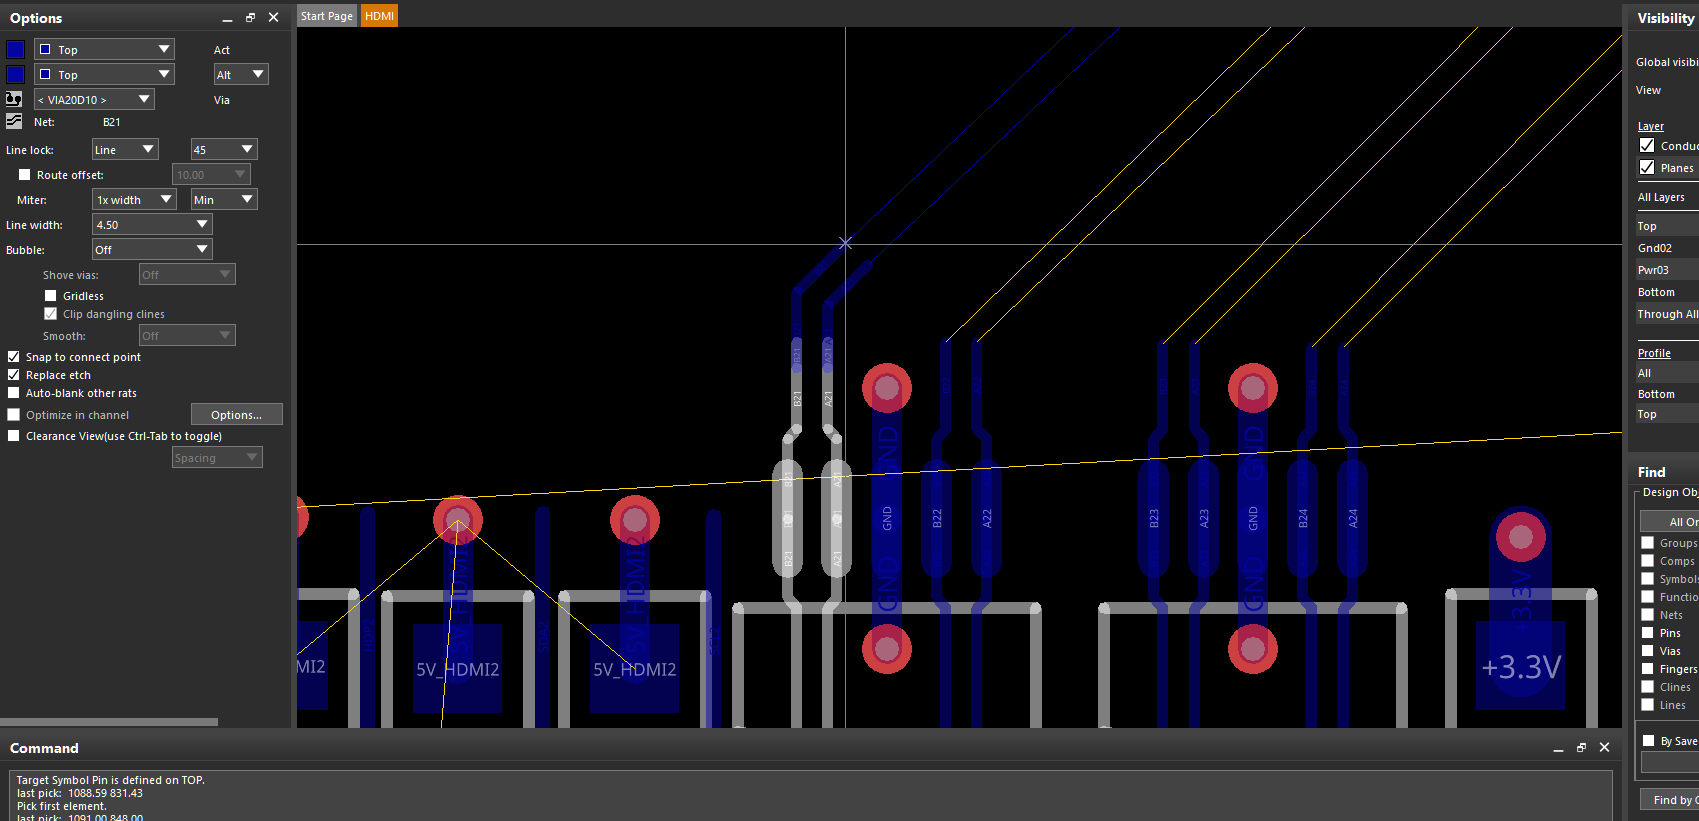 Options
Start Page
HDMI
Visibility
Top
Act
Top
Alt
< VIA20D10 >
Via
Net:
B21
Line lock:
Line
45
Route offset:
10.00
Miter:
1x width
Min
Line width:
4.50
Bubble:
Off
Shove vias:
Off
Gridless
Clip dangling clines
Smooth:
Off
Snap to connect point
Replace etch
Auto-blank other rats
Optimize in channel
Options...
Clearance View(use Ctrl-Tab to toggle)
Spacing
B21
A21
B21
A21
B21
A21
B21
A21
GND
GND
GND
B22
A22
B23
A23
GND
GND
GND
B24
A24
5V_HDMI2
5V_HDMI2
MI2
5V_HDMI2
5V_HDMI2
+3.3V
+3.3V
Global visibi
View
Layer
Conduc
Planes
All Layers
Top
Gnd02
Pwr03
Bottom
Through All
Profile
All
Bottom
Top
Find
Design Obj
All On
Groups
Comps
Symbols
Functio
Nets
Pins
Vias
Fingers
Clines
Lines
By Save
Find by
Command
Target Symbol Pin is defined on TOP.
last pick:  1088.59 831.43
Pick first element.
last pick:  1091.00 848.00